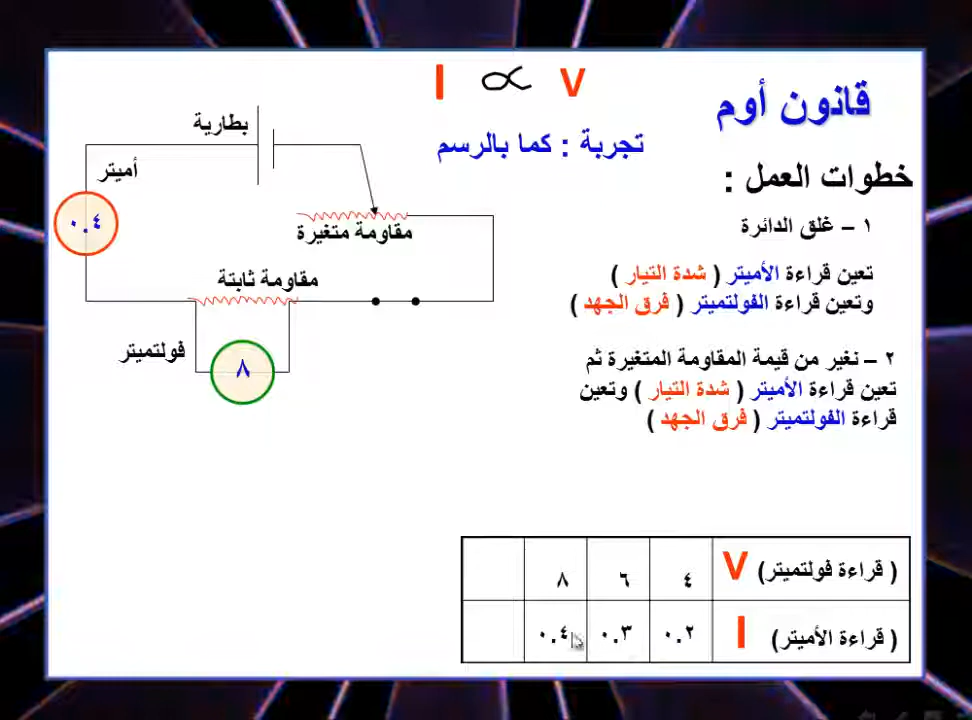 I ∝ V
قانون أوم
تجربة : كما بالرسم
خطوات العمل :
١ – غلق الدائرة
تعين قراءة الأميتر ( شدة التيار )
وتعين قراءة الفولتميتر ( فرق الجهد )
٢ – نغير من قيمة المقاومة المتغيرة ثم
تعين قراءة الأميتر ( شدة التيار ) وتعين
قراءة الفولتميتر ( فرق الجهد )
بطارية
أميتر
٠.٤
مقاومة متغيرة
مقاومة ثابتة
فولتميتر
٨
( قراءة فولتميتر) V ٤ ٦ ٨
( قراءة الأميتر) I ٠.٢ ٠.٣ ٠.٤